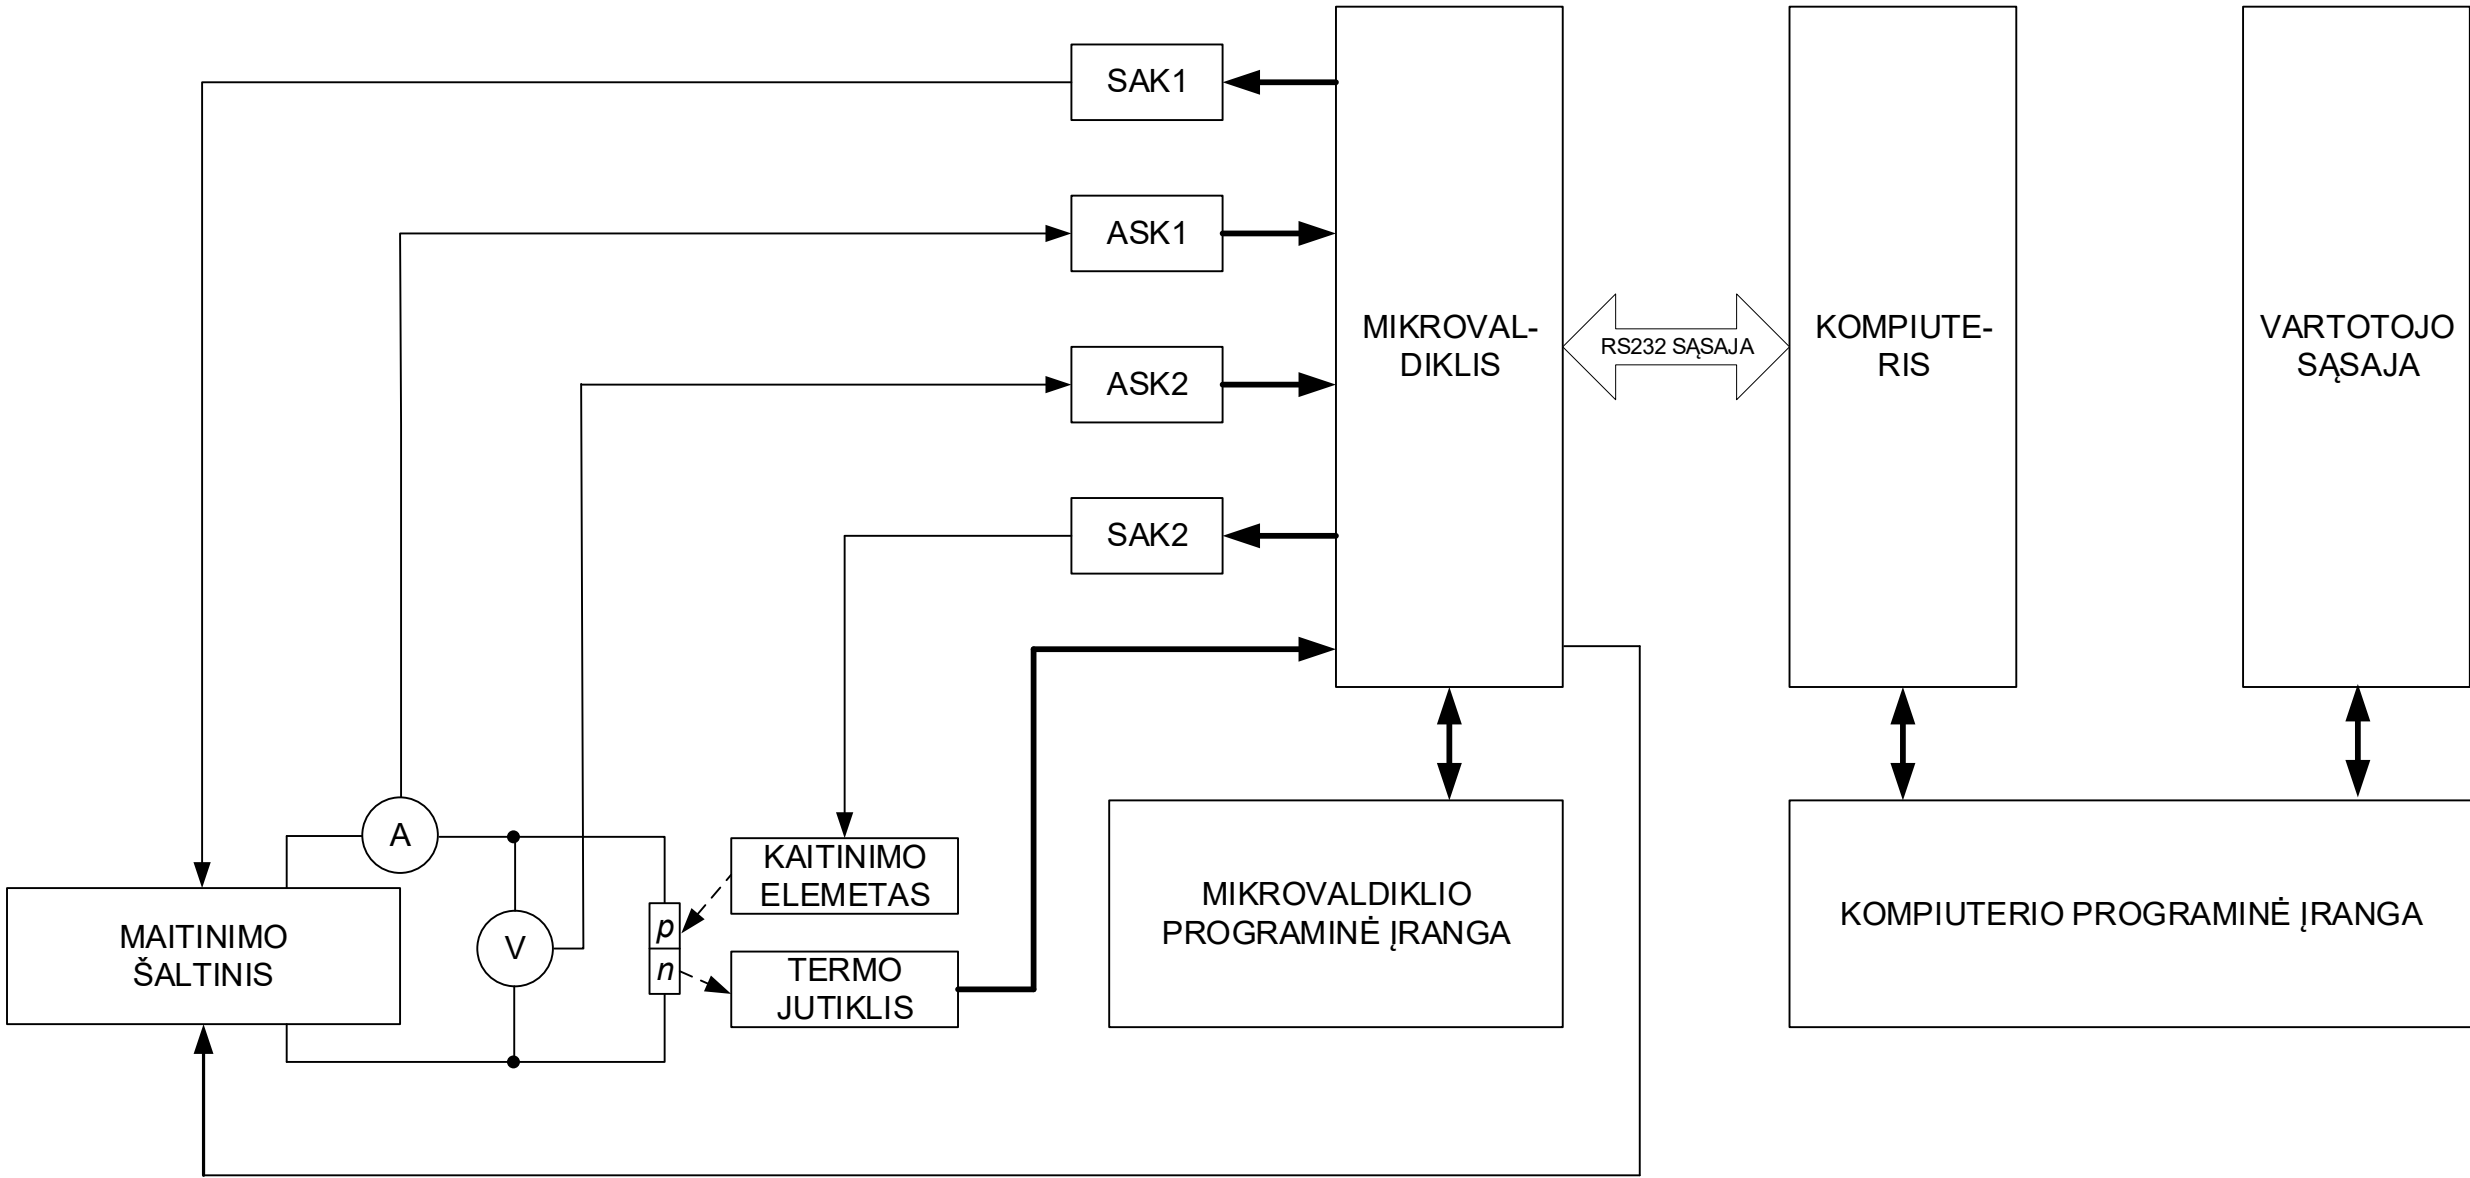 SAK1
ASK1
ASK2
SAK2
MIKROVAL-
DIKLIS
RS232 SĄSAJA
KOMPIUTE-
RIS
VARTOTOJO
SĄSAJA
A
V
p
n
KAITINIMO
ELEMETAS
TERMO
JUTIKLIS
MAITINIMO
ŠALTINIS
MIKROVALDIKLIO
PROGRAMINĖ ĮRANGA
KOMPIUTERIO PROGRAMINĖ ĮRANGA